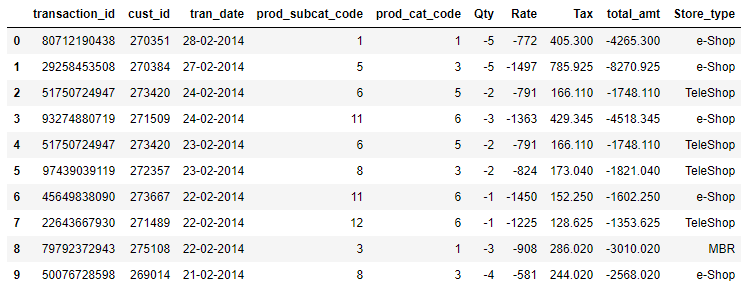 transaction_id cust_id tran_date prod_subcat_code prod_cat_code Qty Rate Tax total_amt Store_type
0 80712190438 270351 28-02-2014 1 1 -5 -772 405.300 -4265.300 e-Shop
1 29258453508 270384 27-02-2014 5 3 -5 -1497 785.925 -8270.925 e-Shop
2 51750724947 273420 24-02-2014 6 5 -2 -791 166.110 -1748.110 TeleShop
3 93274880719 271509 24-02-2014 11 6 -3 -1363 429.345 -4518.345 e-Shop
4 51750724947 273420 23-02-2014 6 5 -2 -791 166.110 -1748.110 TeleShop
5 97439039119 272357 23-02-2014 8 3 -2 -824 173.040 -1821.040 TeleShop
6 45649838090 273667 22-02-2014 11 6 -1 -1450 152.250 -1602.250 e-Shop
7 22643667930 271489 22-02-2014 12 6 -1 -1225 128.625 -1353.625 TeleShop
8 79792372943 275108 22-02-2014 3 1 -3 -908 286.020 -3010.020 MBR
9 50076728598 269014 21-02-2014 8 3 -4 -581 244.020 -2568.020 e-Shop